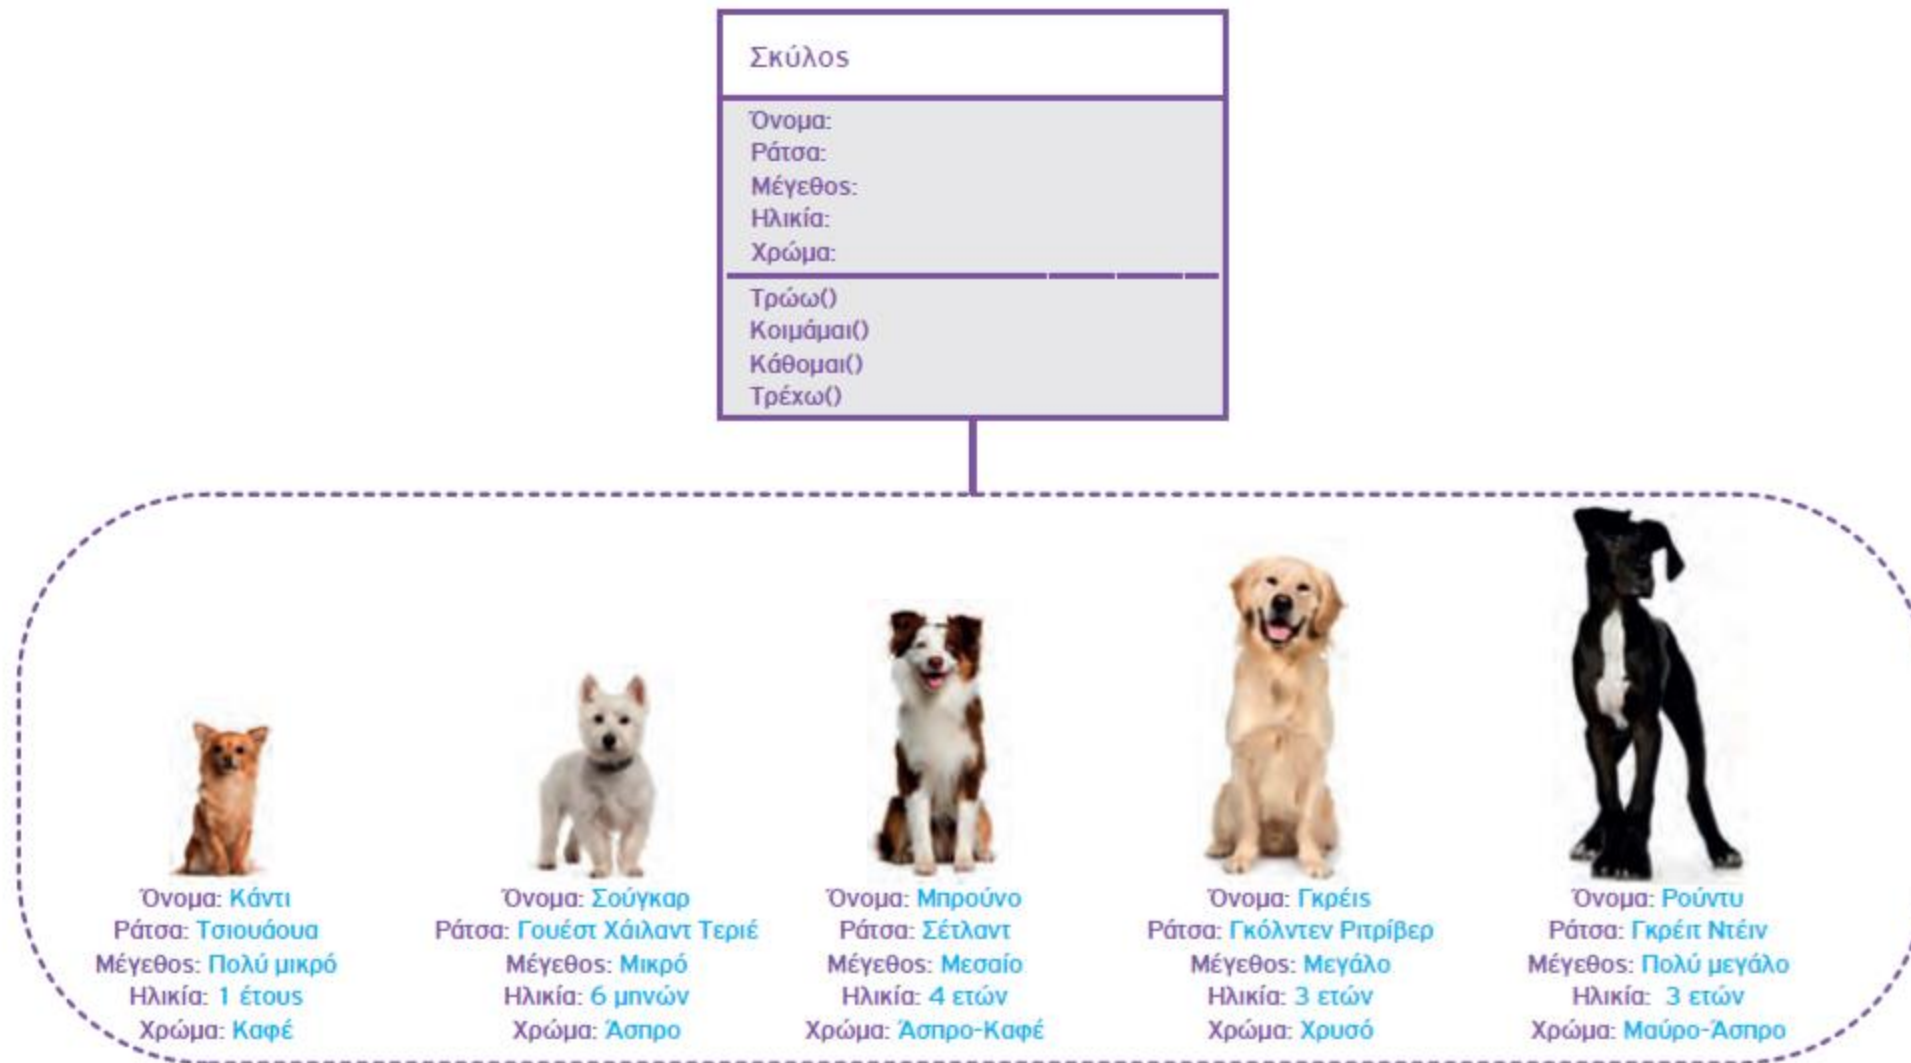 Σκύλος
Όνομα:
Ράτσα:
Μέγεθος:
Ηλικία:
Χρώμα:
Τρώω()
Κοιμάμαι()
Κάθομαι()
Τρέχω()
Όνομα: Κάντι
Ράτσα: Τσιουάουα
Μέγεθος: Πολύ μικρό
Ηλικία: 1 έτους
Χρώμα: Καφέ
Όνομα: Σούγκαρ
Ράτσα: Γουέστ Χάιλαντ Τεριέ
Μέγεθος: Μικρό
Ηλικία: 6 μηνών
Χρώμα: Άσπρο
Όνομα: Μπρούνο
Ράτσα: Σέτλαντ
Μέγεθος: Μεσαίο
Ηλικία: 4 ετών
Χρώμα: Άσπρο-Καφέ
Όνομα: Γκρέις
Ράτσα: Γκόλντεν Ριτρίβερ
Μέγεθος: Μεγάλο
Ηλικία: 3 ετών
Χρώμα: Χρυσό
Όνομα: Ρούντυ
Ράτσα: Γκρέιτ Ντέιν
Μέγεθος: Πολύ μεγάλο
Ηλικία: 3 ετών
Χρώμα: Μαύρο-Άσπρο